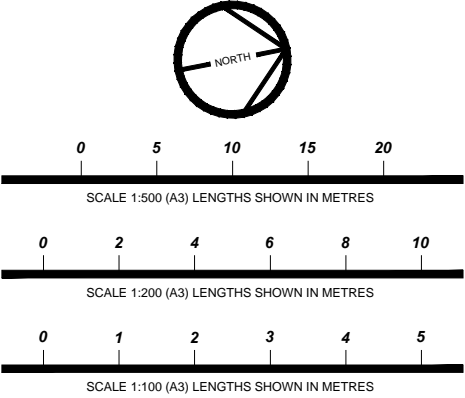 NORTH
0 5 10 15 20
SCALE 1:500 (A3) LENGTHS SHOWN IN METRES
0 2 4 6 8 10
SCALE 1:200 (A3) LENGTHS SHOWN IN METRES
0 1 2 3 4 5
SCALE 1:100 (A3) LENGTHS SHOWN IN METRES